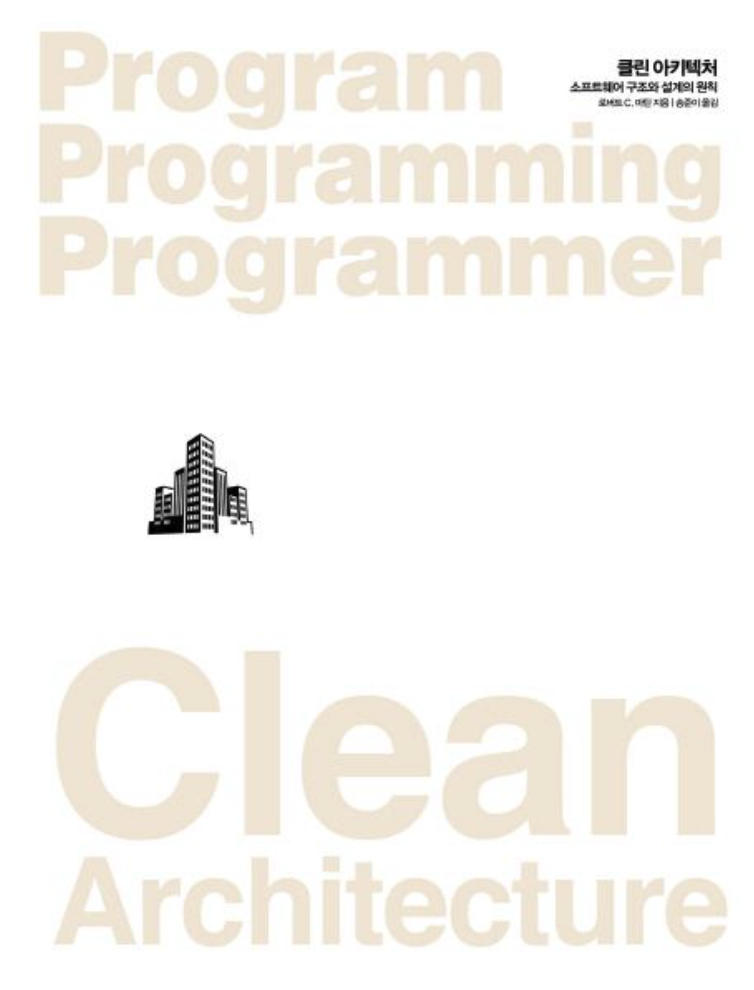 Program
클린 아키텍처
소프트웨어 구조와 설계의 원칙
로버트 C. 마틴 지음 | 송준이 옮김
Programming
Programmer
Clean
Architecture